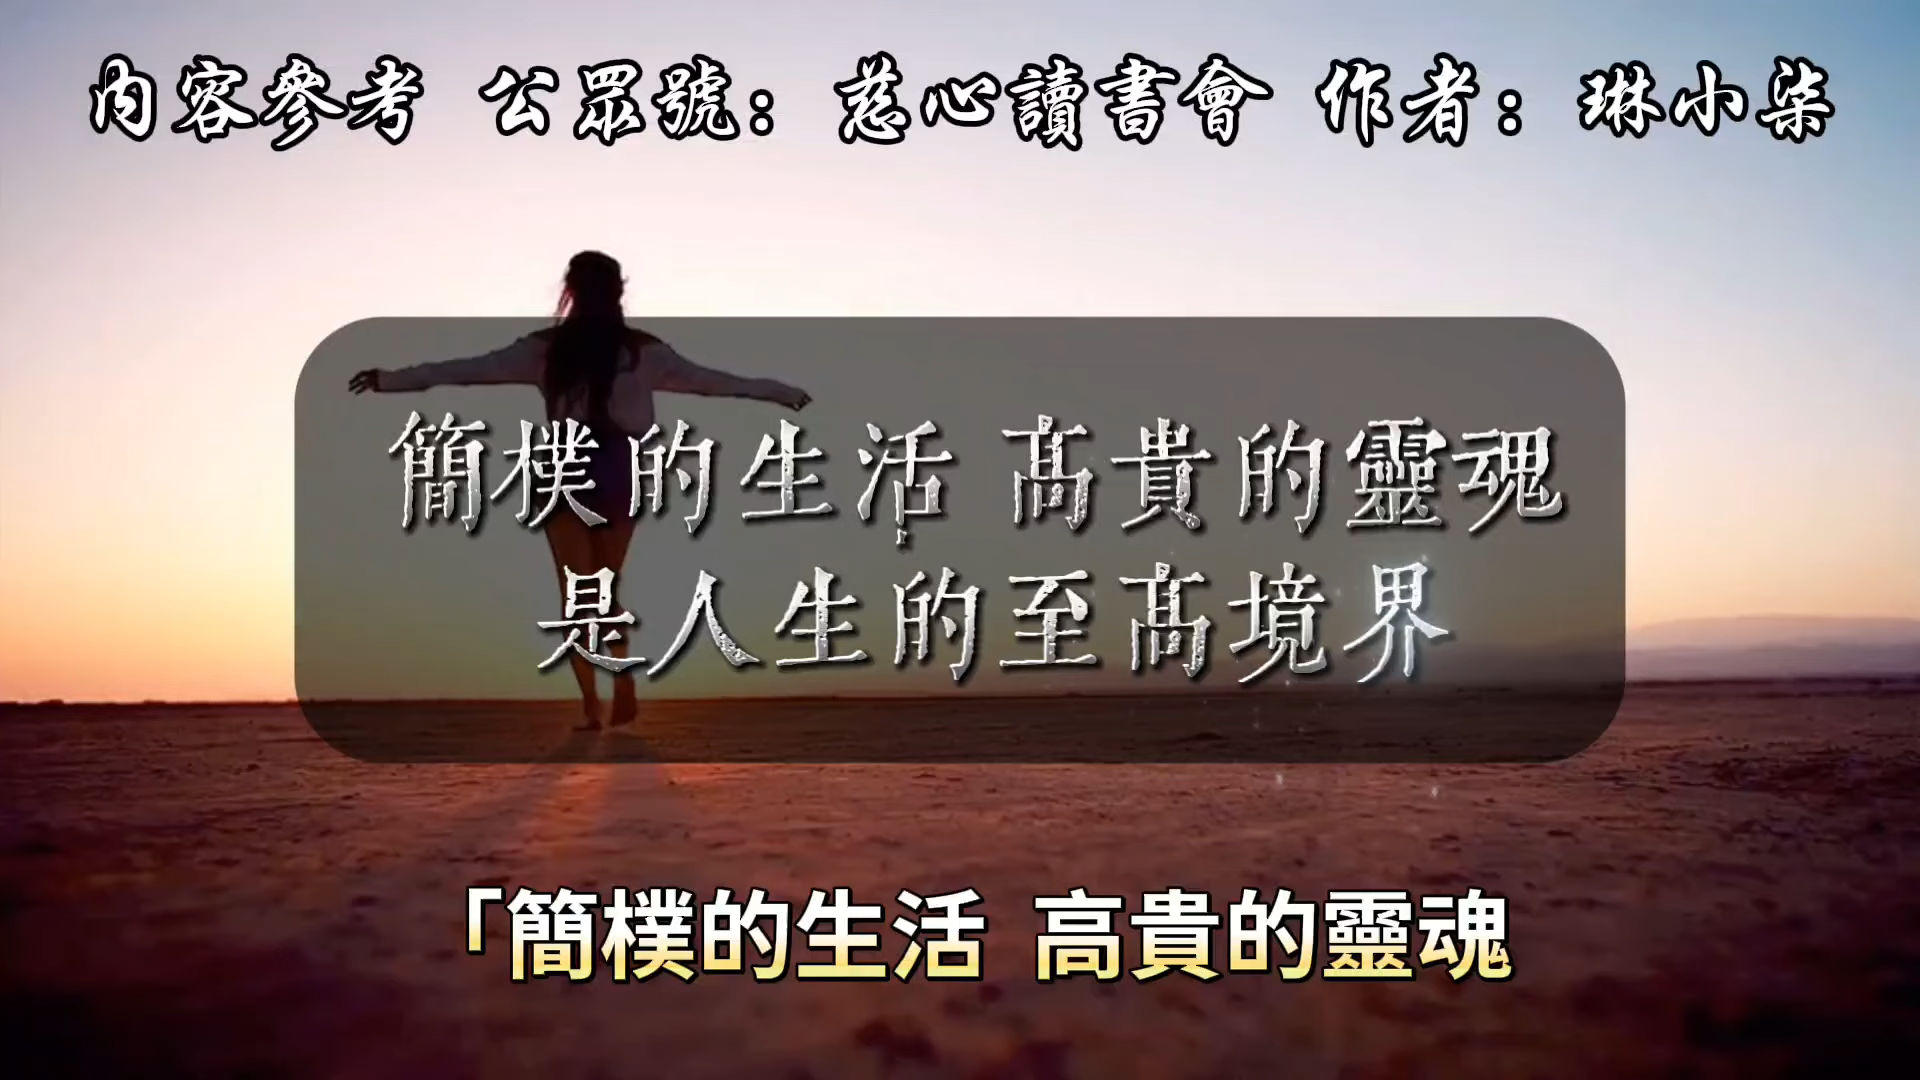 內容參考 公眾號：慈心讀書會 作者：琳小柒
簡樸的生活 高貴的靈魂
是人生的至高境界
「簡樸的生活 高貴的靈魂